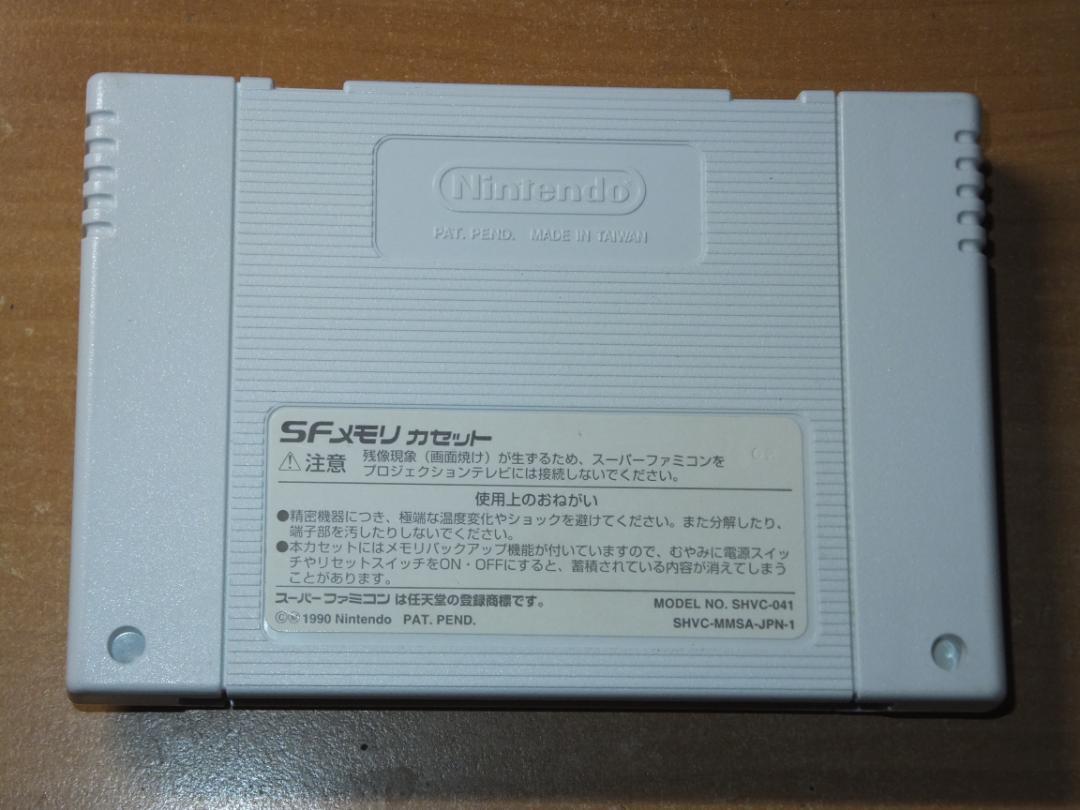 Nintendo
PAT. PEND. MADE IN TAIWAN
SFメモリ カセット
注意 残像現象（画面焼け）が生ずるため、スーパーファミコンを
プロジェクションテレビには接続しないでください。
使用上のおねがい
●精密機器につき、極端な温度変化やショックを避けてください。また分解したり、
端子部を汚したりしないでください。
●本カセットにはメモリバックアップ機能が付いていますので、むやみに電源スイッ
チやリセットスイッチをON・OFFにすると、蓄積されている内容が消えてしまう
ことがあります。
スーパーファミコン は任天堂の登録商標です。
MODEL NO. SHVC-041
©1990 Nintendo PAT. PEND.
SHVC-MMSA-JPN-1